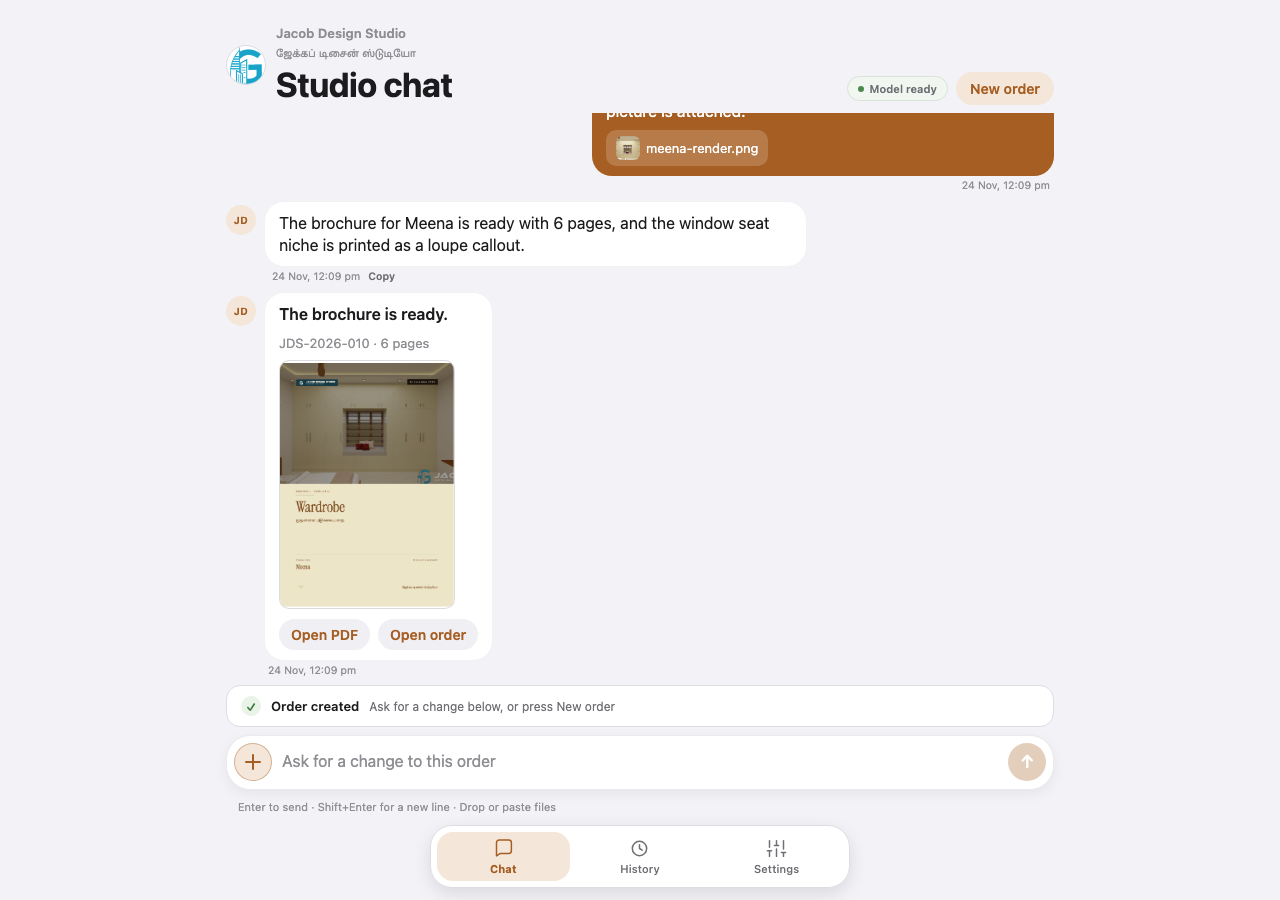 Jacob Design Studio
ஜேக்கப் டிசைன் ஸ்டுடியோ
Studio chat
Model ready
New order
picture is attached.
meena-render.png
24 Nov, 12:09 pm
JD
The brochure for Meena is ready with 6 pages, and the window seat
niche is printed as a loupe callout.
24 Nov, 12:09 pm Copy
JD
The brochure is ready.
JDS-2026-010 · 6 pages
Wardrobe
Open PDF
Open order
24 Nov, 12:09 pm
Order created Ask for a change below, or press New order
Ask for a change to this order
Enter to send · Shift+Enter for a new line · Drop or paste files
Chat
History
Settings